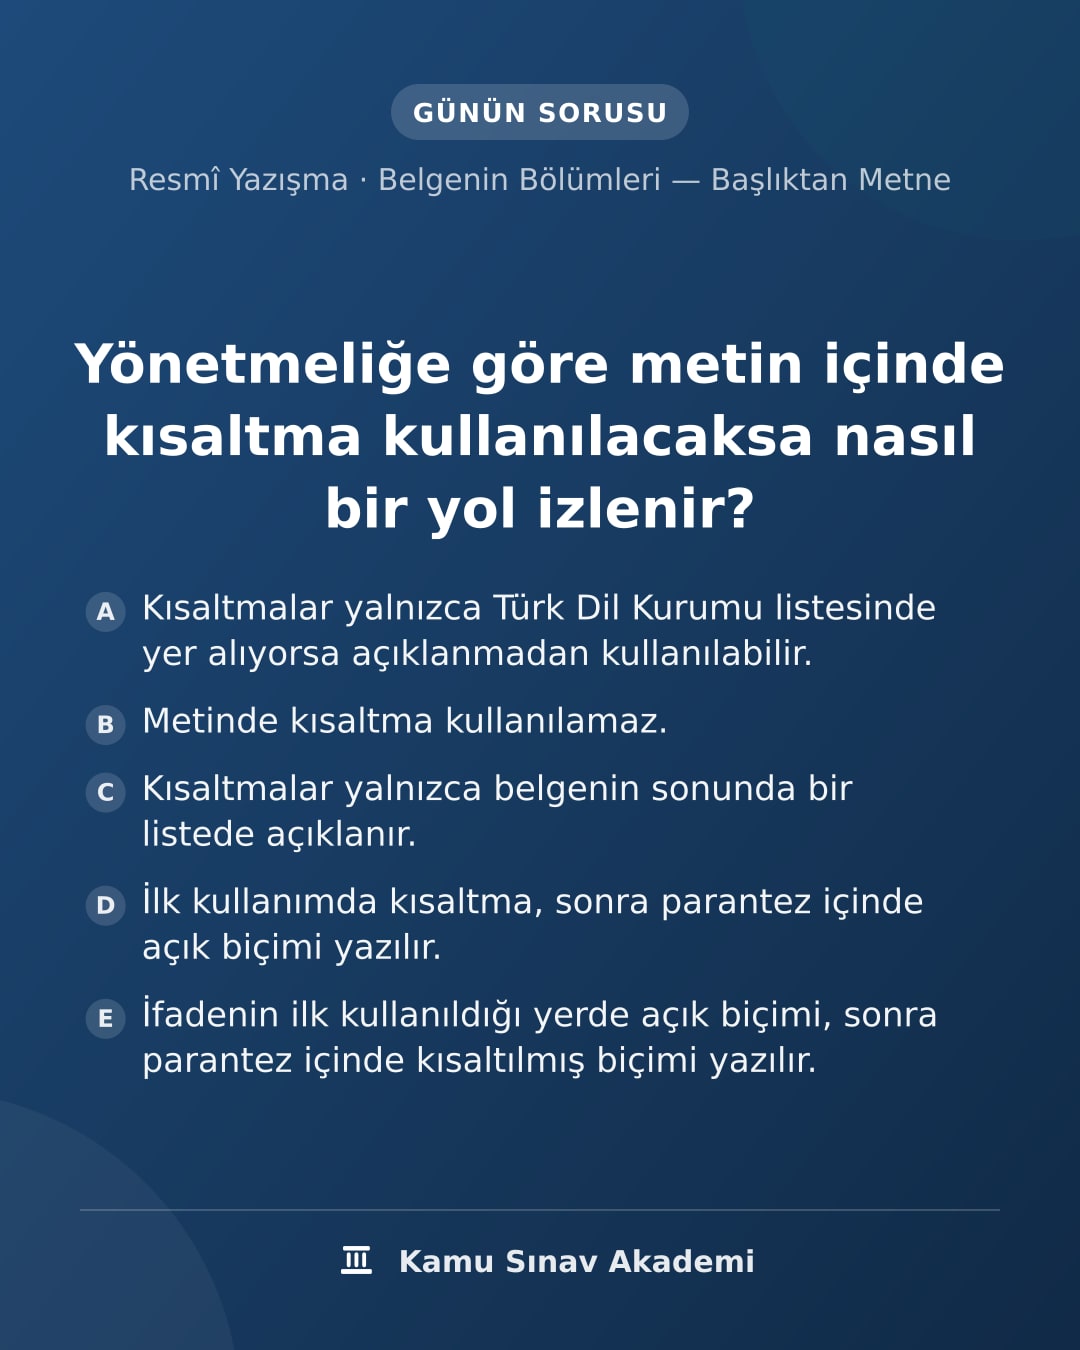 GÜNÜN SORUSU
Resmî Yazışma · Belgenin Bölümleri — Başlıktan Metne
Yönetmeliğe göre metin içinde
kısaltma kullanılacaksa nasıl
bir yol izlenir?
A Kısaltmalar yalnızca Türk Dil Kurumu listesinde
yer alıyorsa açıklanmadan kullanılabilir.
B Metinde kısaltma kullanılamaz.
C Kısaltmalar yalnızca belgenin sonunda bir
listede açıklanır.
D İlk kullanımda kısaltma, sonra parantez içinde
açık biçimi yazılır.
E İfadenin ilk kullanıldığı yerde açık biçimi, sonra
parantez içinde kısaltılmış biçimi yazılır.
Kamu Sınav Akademi